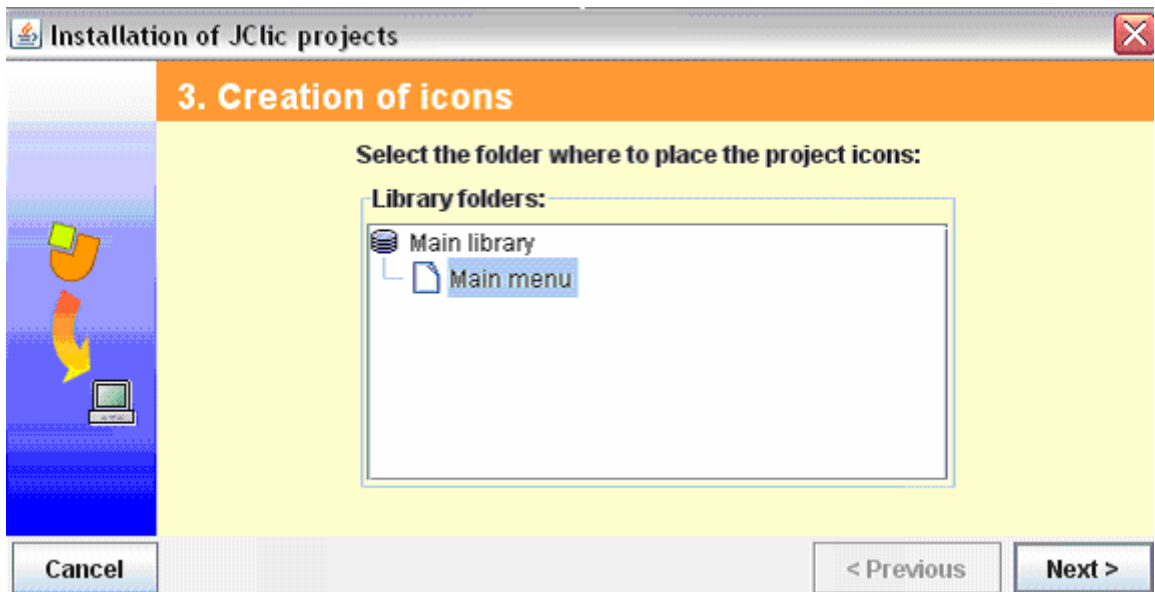 Installation of JClic projects
3. Creation of icons
Select the folder where to place the project icons:
Library folders:
Main library
Main menu
Cancel
< Previous
Next >